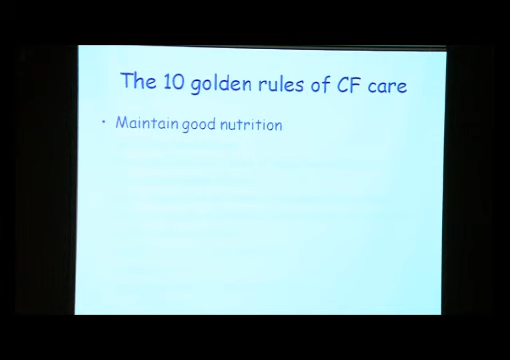 The 10 golden rules of CF care
· Maintain good nutrition